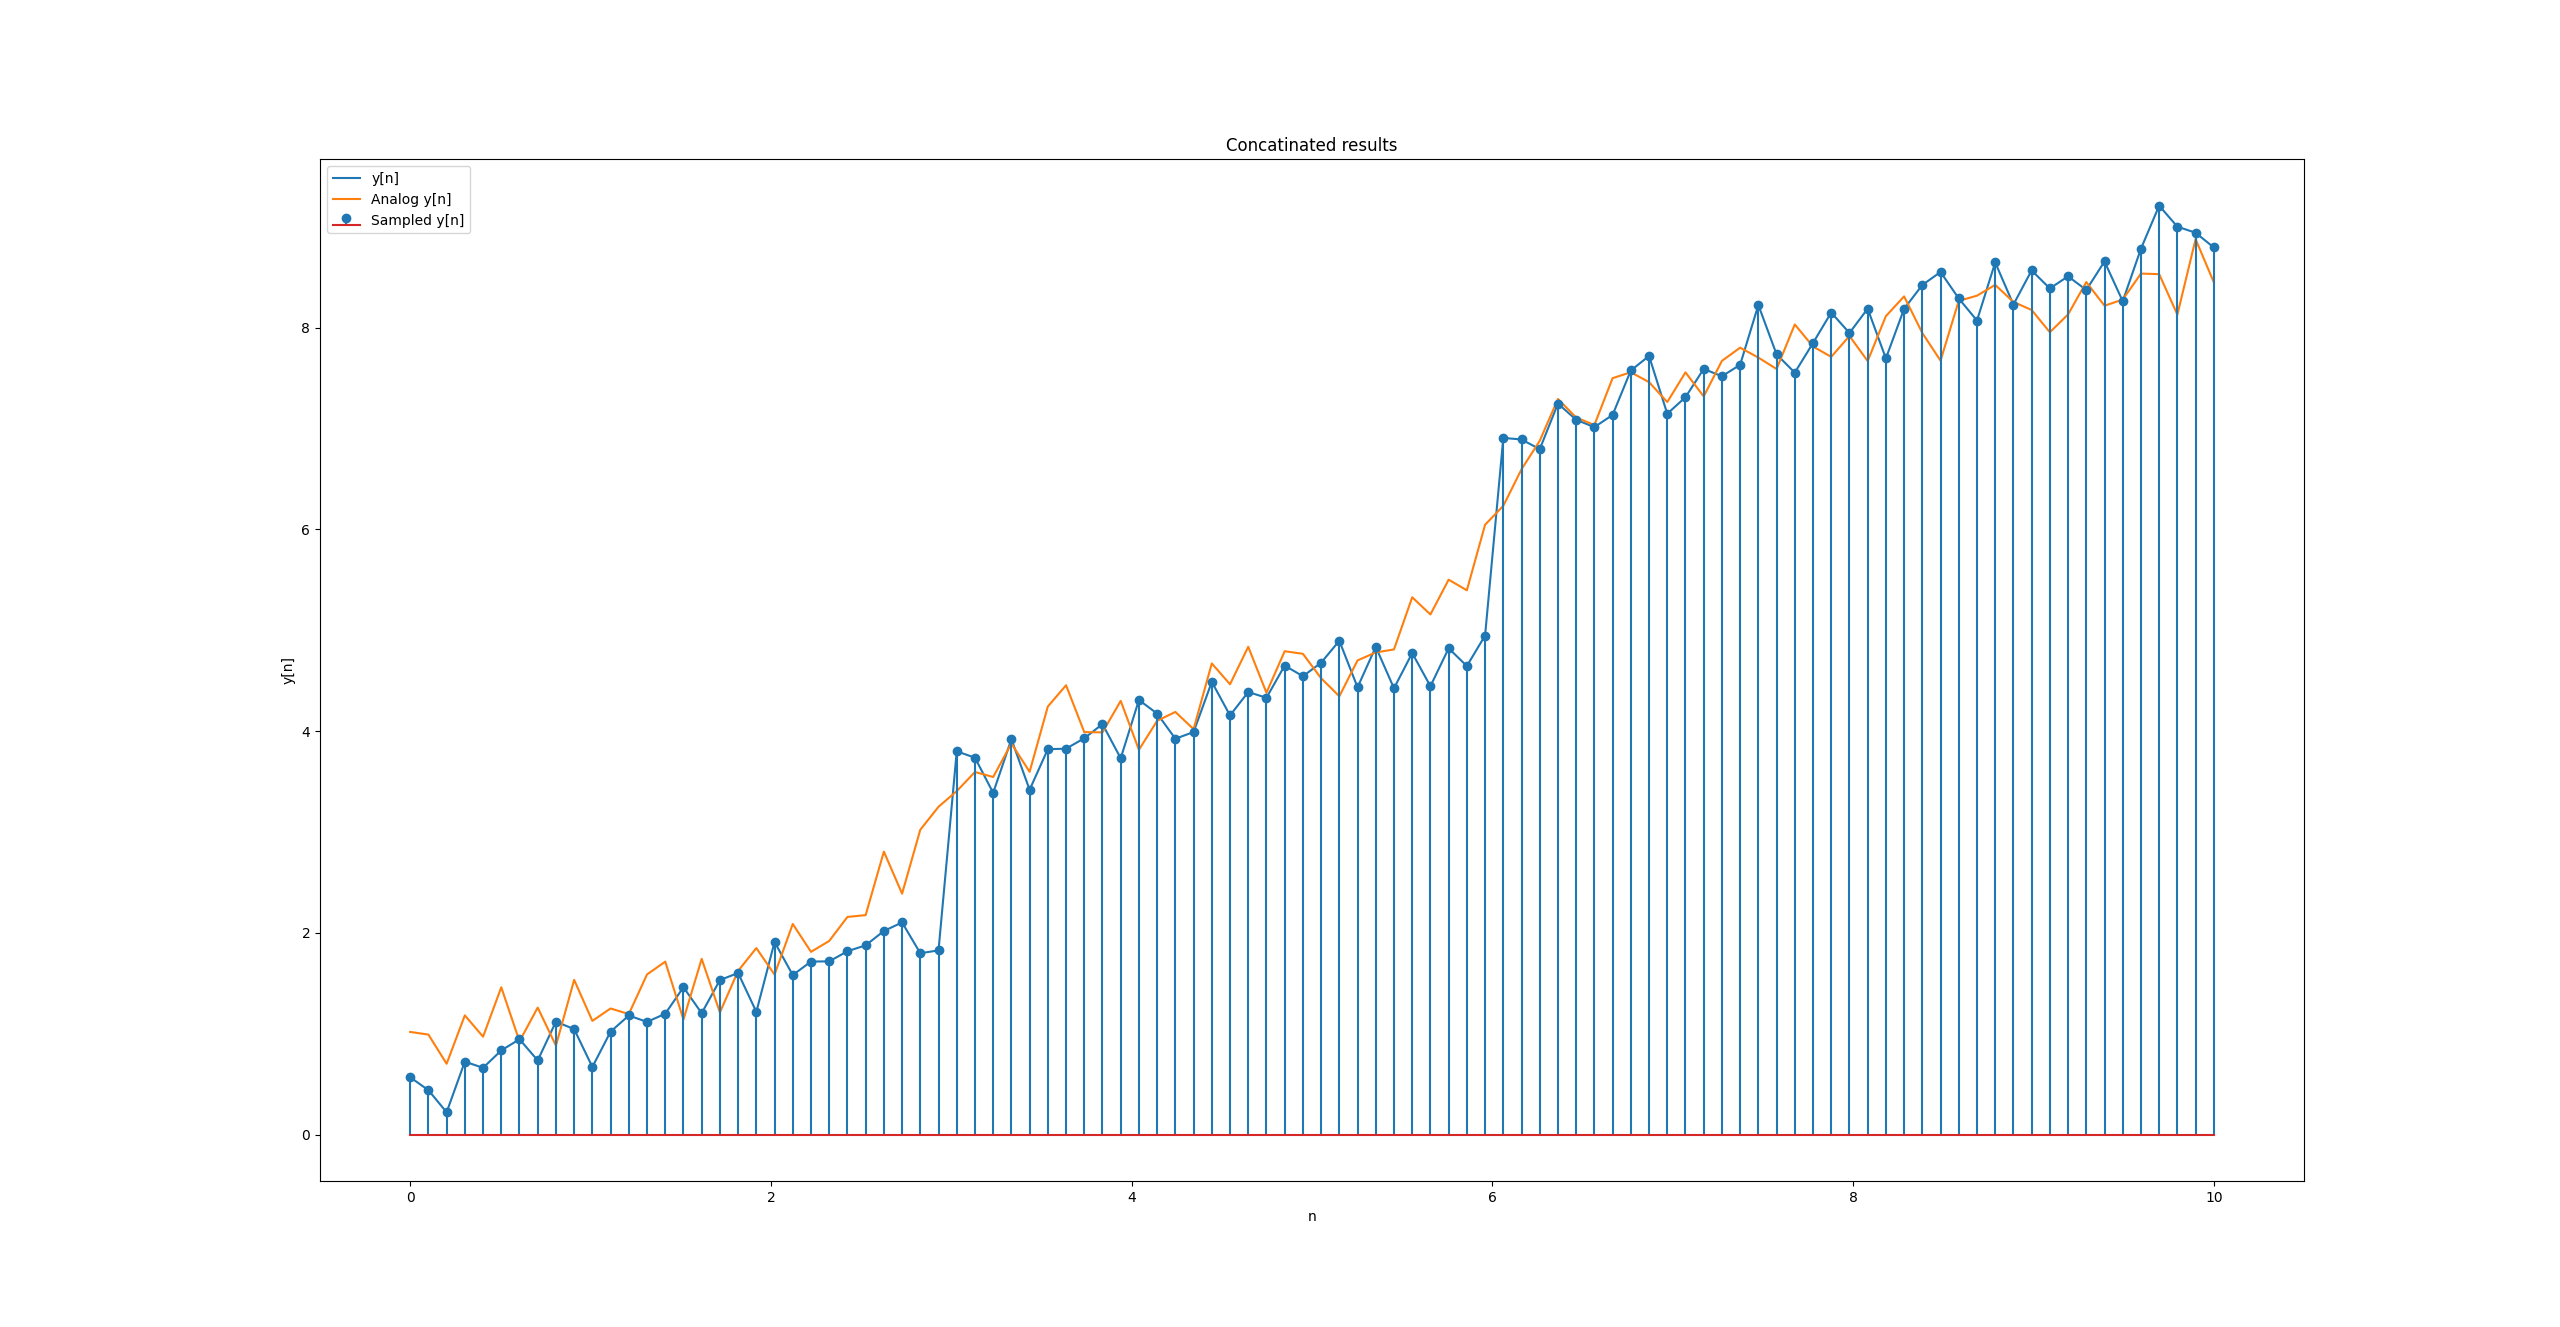 Concatinated results
y[n]
Analog y[n]
Sampled y[n]
8
6
4
2
0
y[n]
0 2 4 6 8 10
n